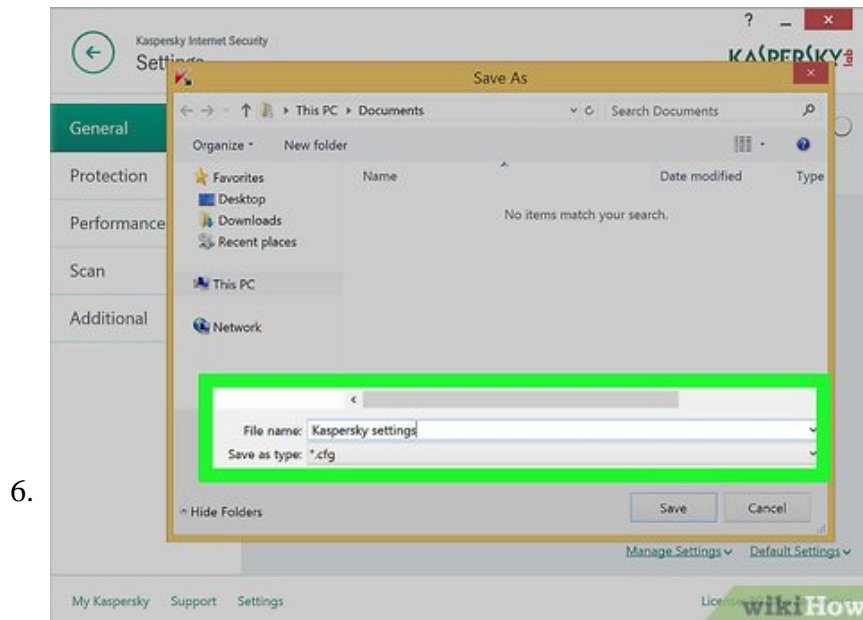 ?
Kaspersky Internet Security
KASPERSKY lab
Save As
This PC Documents
Search Documents
General
Organize
New folder
Protection
Favorites
Name
Date modified
Type
Desktop
Performance
Downloads
No items match your search.
Recent places
Scan
This PC
Additional
Network
File name: Kaspersky settings
Save as type: *.cfg
6.
Hide Folders
Save
Cancel
Manage Settings
Default Settings
My Kaspersky
Support
Settings
wikiHow